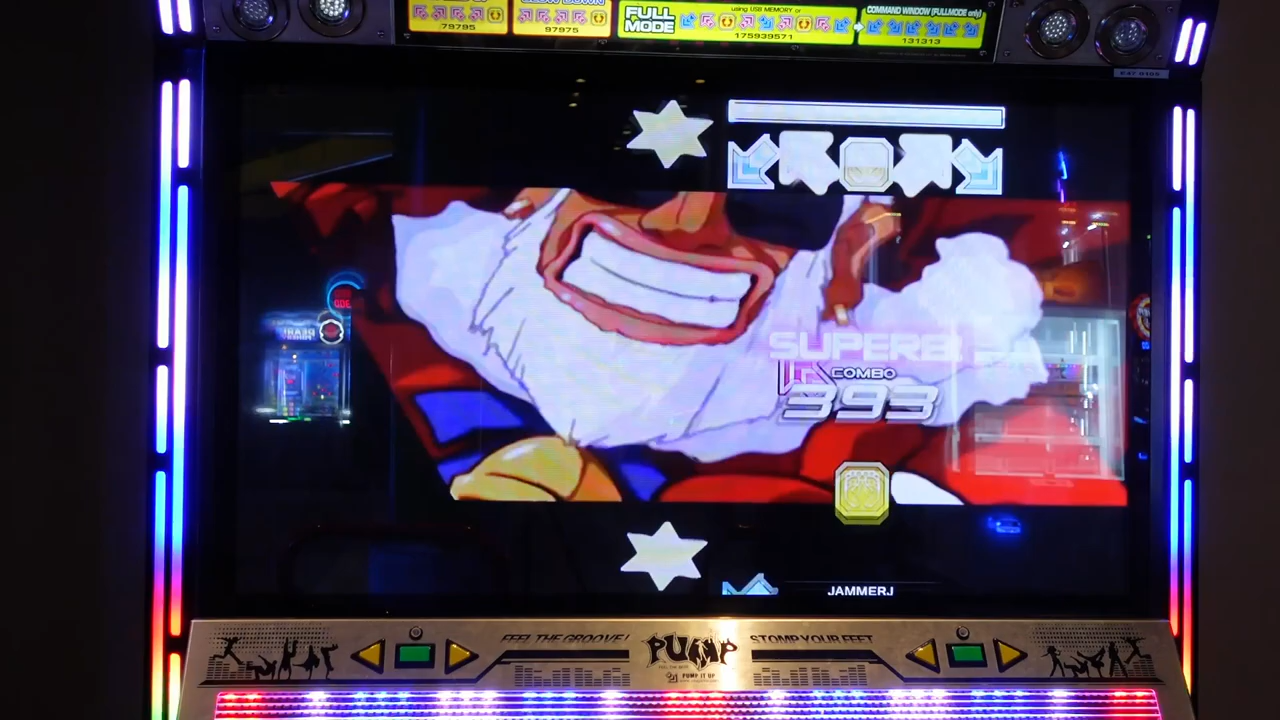 79795
97975
FULL
MODE
using USB MEMORY or
175939571
COMMAND WINDOW (FULLMODE only)
131313
SUPERB
COMBO
393
JAMMERJ
FEEL THE GROOVE!
PUMP
STOMP YOUR FEET
PUMP IT UP